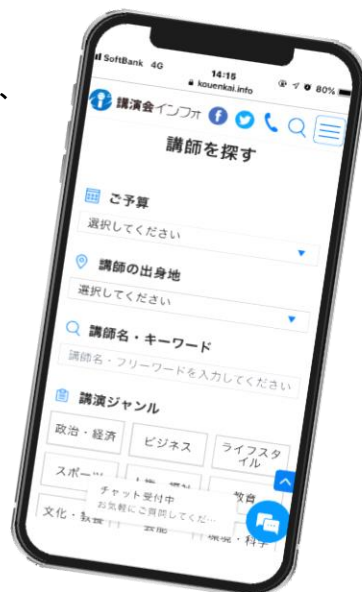 、
SoftBank 4G 14:15 80%
kouenkai.info
講演会インフォ
講師を探す
ご予算
選択してください
講師の出身地
選択してください
講師名・キーワード
講師名・フリーワードを入力してください
講演ジャンル
政治・経済 ビジネス ライフスタイル
スポーツ 教育
チャット受付中
お気軽にご質問してくだ…
文化・教養 芸能 環境・科学